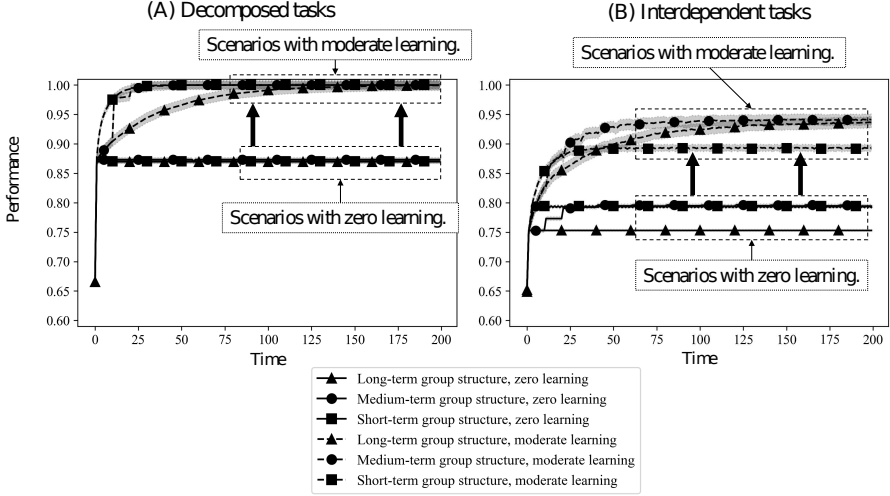 (A) Decomposed tasks
(B) Interdependent tasks
Scenarios with moderate learning.
Scenarios with moderate learning.
Performance
1.00
0.95
0.90
0.85
0.80
0.75
0.70
0.65
0.60
Scenarios with zero learning.
0 25 50 75 100 125 150 175 200
Time
1.00
0.95
0.90
0.85
0.80
0.75
0.70
0.65
0.60
Scenarios with zero learning.
0 25 50 75 100 125 150 175 200
Time
Long-term group structure, zero learning
Medium-term group structure, zero learning
Short-term group structure, zero learning
Long-term group structure, moderate learning
Medium-term group structure, moderate learning
Short-term group structure, moderate learning